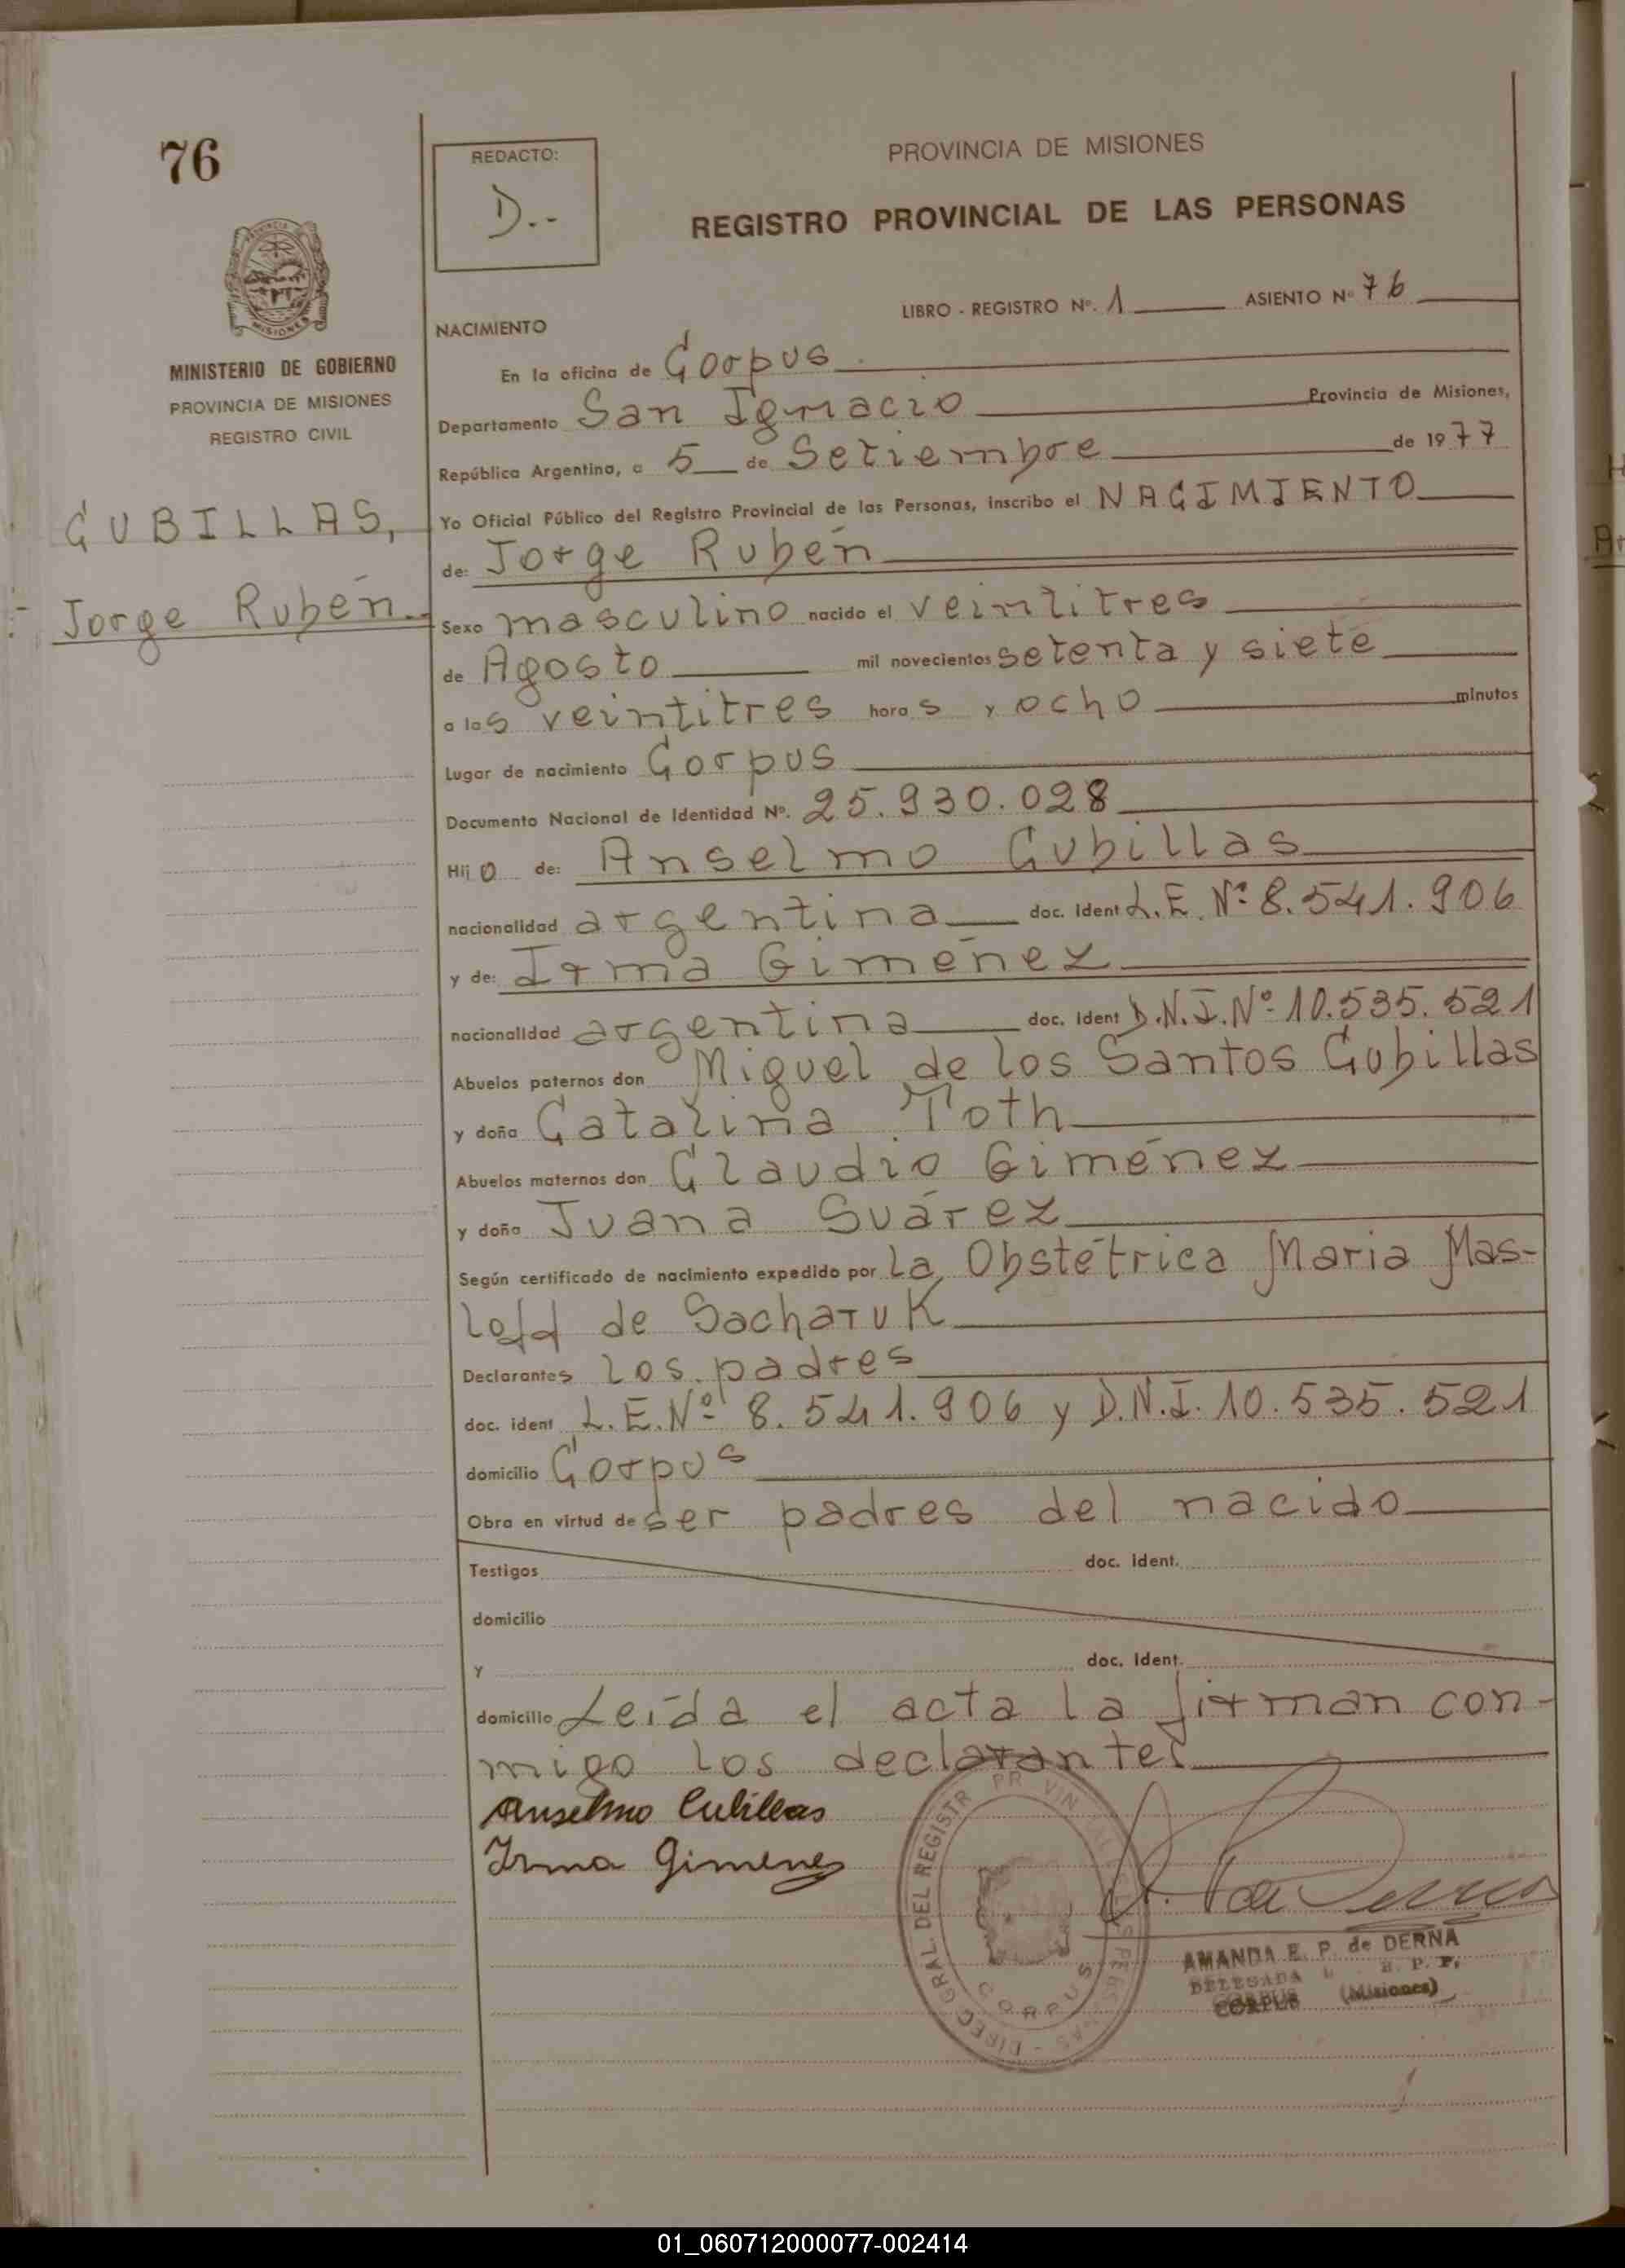 76
REDACTO:
D.-
PROVINCIA DE MISIONES
REGISTRO PROVINCIAL DE LAS PERSONAS
MISIONES
MINISTERIO DE GOBIERNO
PROVINCIA DE MISIONES
REGISTRO CIVIL
CUBILLAS,
Jorge Rubén.-
LIBRO - REGISTRO Nº. 1 ASIENTO Nº 76
NACIMIENTO
En la oficina de Corpus
Departamento San Ignacio Provincia de Misiones,
República Argentina, a 5 de Setiembre de 1977
Yo Oficial Público del Registro Provincial de las Personas, inscribo el NACIMIENTO
de: Jorge Rubén
Sexo masculino nacido el veintitres
de Agosto mil novecientos setenta y siete
a las veintitres horas y ocho minutos
Lugar de nacimiento Corpus
Documento Nacional de Identidad Nº. 25.930.028
Hijo de: Anselmo Cubillas
nacionalidad argentina doc. ident L.E. Nº 8.541.906
y de: Irma Giménez
nacionalidad argentina doc. ident D.N.I. Nº 10.535.521
Abuelos paternos don Miguel de los Santos Cubillas
y doña Catalina Toth
Abuelos maternos don Claudio Giménez
y doña Juana Suárez
Según certificado de nacimiento expedido por La Obstétrica Maria Mas-
loff de Sacharuk
Declarantes los padres
doc. ident L.E. Nº 8.541.906 y D.N.I. 10.535.521
domicilio Corpus
Obra en virtud de ser padres del nacido
Testigos doc. ident.
domicilio
y doc. ident.
domicilio Leída el acta la firman con-
migo los declarantes
Anselmo Cubillas
Irma Gimenez
DIREC GRAL DEL REGISTR
CORPUS
AMANDA E. P. de DERNA
DELEGADA R. P. P.
CORPUS (Misiones)
01_060712000077-002414